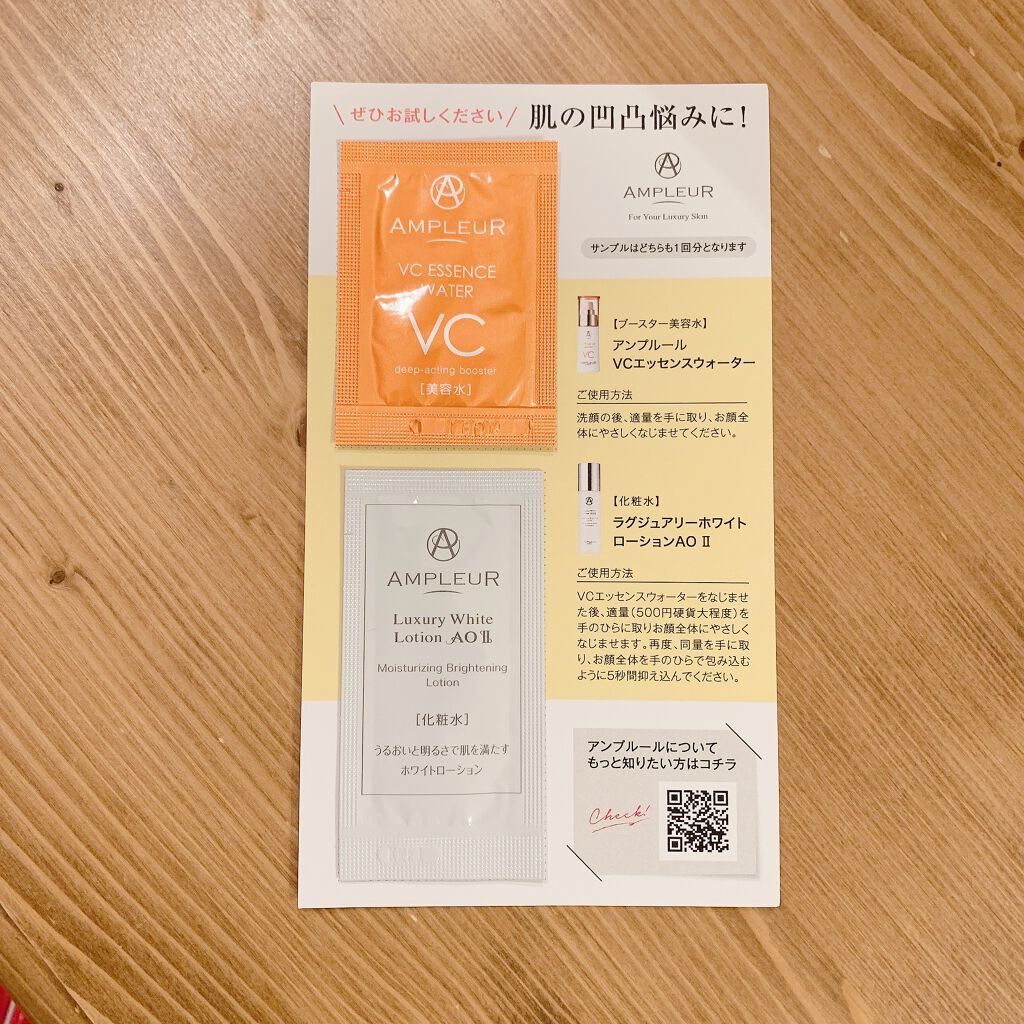 ぜひお試しください
肌の凹凸悩みに!
AMPLEUR
VC ESSENCE
WATER
VC
deep-acting booster
[美容水]
AMPLEUR
For Your Luxury Skin
サンプルはどちらも1回分となります
【ブースター美容水】
アンプルール
VCエッセンスウォーター
ご使用方法
洗顔の後、適量を手に取り、お顔全
体にやさしくなじませてください。
AMPLEUR
Luxury White
Lotion AO II
Moisturizing Brightening
Lotion
[化粧水]
うるおいと明るさで肌を満たす
ホワイトローション
【化粧水】
ラグジュアリーホワイト
ローションAO II
ご使用方法
VCエッセンスウォーターをなじませ
た後、適量(500円硬貨大程度)を
手のひらに取りお顔全体にやさしく
なじませます。再度、同量を手に取
り、お顔全体を手のひらで包み込む
ように5秒間抑え込んでください。
アンプルールについて
もっと知りたい方はコチラ
Check!